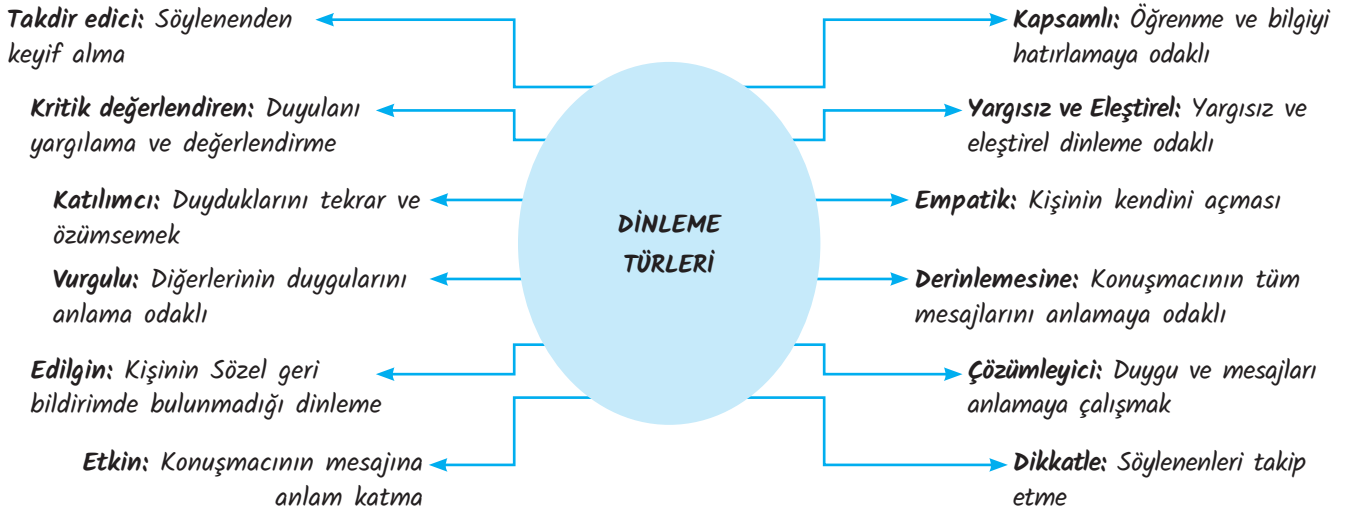 Takdir edici: Söylenenden
keyif alma
Kritik değerlendiren: Duyulanı
yargılama ve değerlendirme
Katılımcı: Duyduklarını tekrar ve
özümsemek
Vurgulu: Diğerlerinin duygularını
anlama odaklı
Edilgin: Kişinin Sözel geri
bildirimde bulunmadığı dinleme
Etkin: Konuşmacının mesajına
anlam katma
DİNLEME
TÜRLERİ
Kapsamlı: Öğrenme ve bilgiyi
hatırlamaya odaklı
Yargısız ve Eleştirel: Yargısız ve
eleştirel dinleme odaklı
Empatik: Kişinin kendini açması
Derinlemesine: Konuşmacının tüm
mesajlarını anlamaya odaklı
Çözümleyici: Duygu ve mesajları
anlamaya çalışmak
Dikkatle: Söylenenleri takip
etme